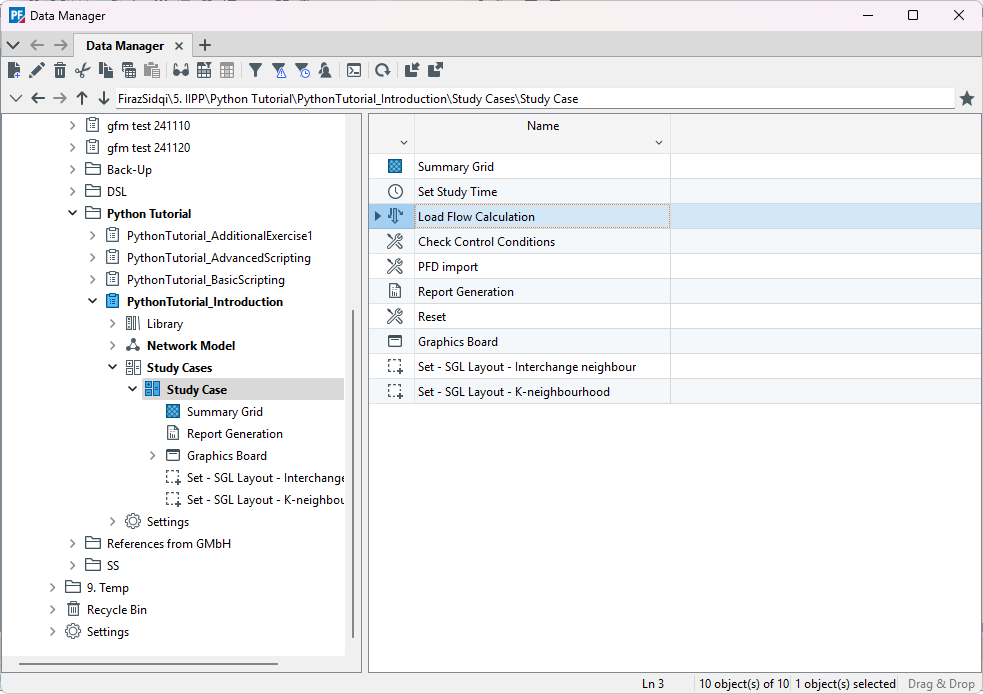 PF Data Manager
Data Manager
FirazSidqi\5. IIPP\Python Tutorial\PythonTutorial_Introduction\Study Cases\Study Case
gfm test 241110
gfm test 241120
Back-Up
DSL
Python Tutorial
PythonTutorial_AdditionalExercise1
PythonTutorial_AdvancedScripting
PythonTutorial_BasicScripting
PythonTutorial_Introduction
Library
Network Model
Study Cases
Study Case
Summary Grid
Report Generation
Graphics Board
Set - SGL Layout - Interchange
Set - SGL Layout - K-neighbou
Settings
References from GMbH
SS
9. Temp
Recycle Bin
Settings
Name
Summary Grid
Set Study Time
Load Flow Calculation
Check Control Conditions
PFD import
Report Generation
Reset
Graphics Board
Set - SGL Layout - Interchange neighbour
Set - SGL Layout - K-neighbourhood
Ln 3 10 object(s) of 10 1 object(s) selected Drag & Drop